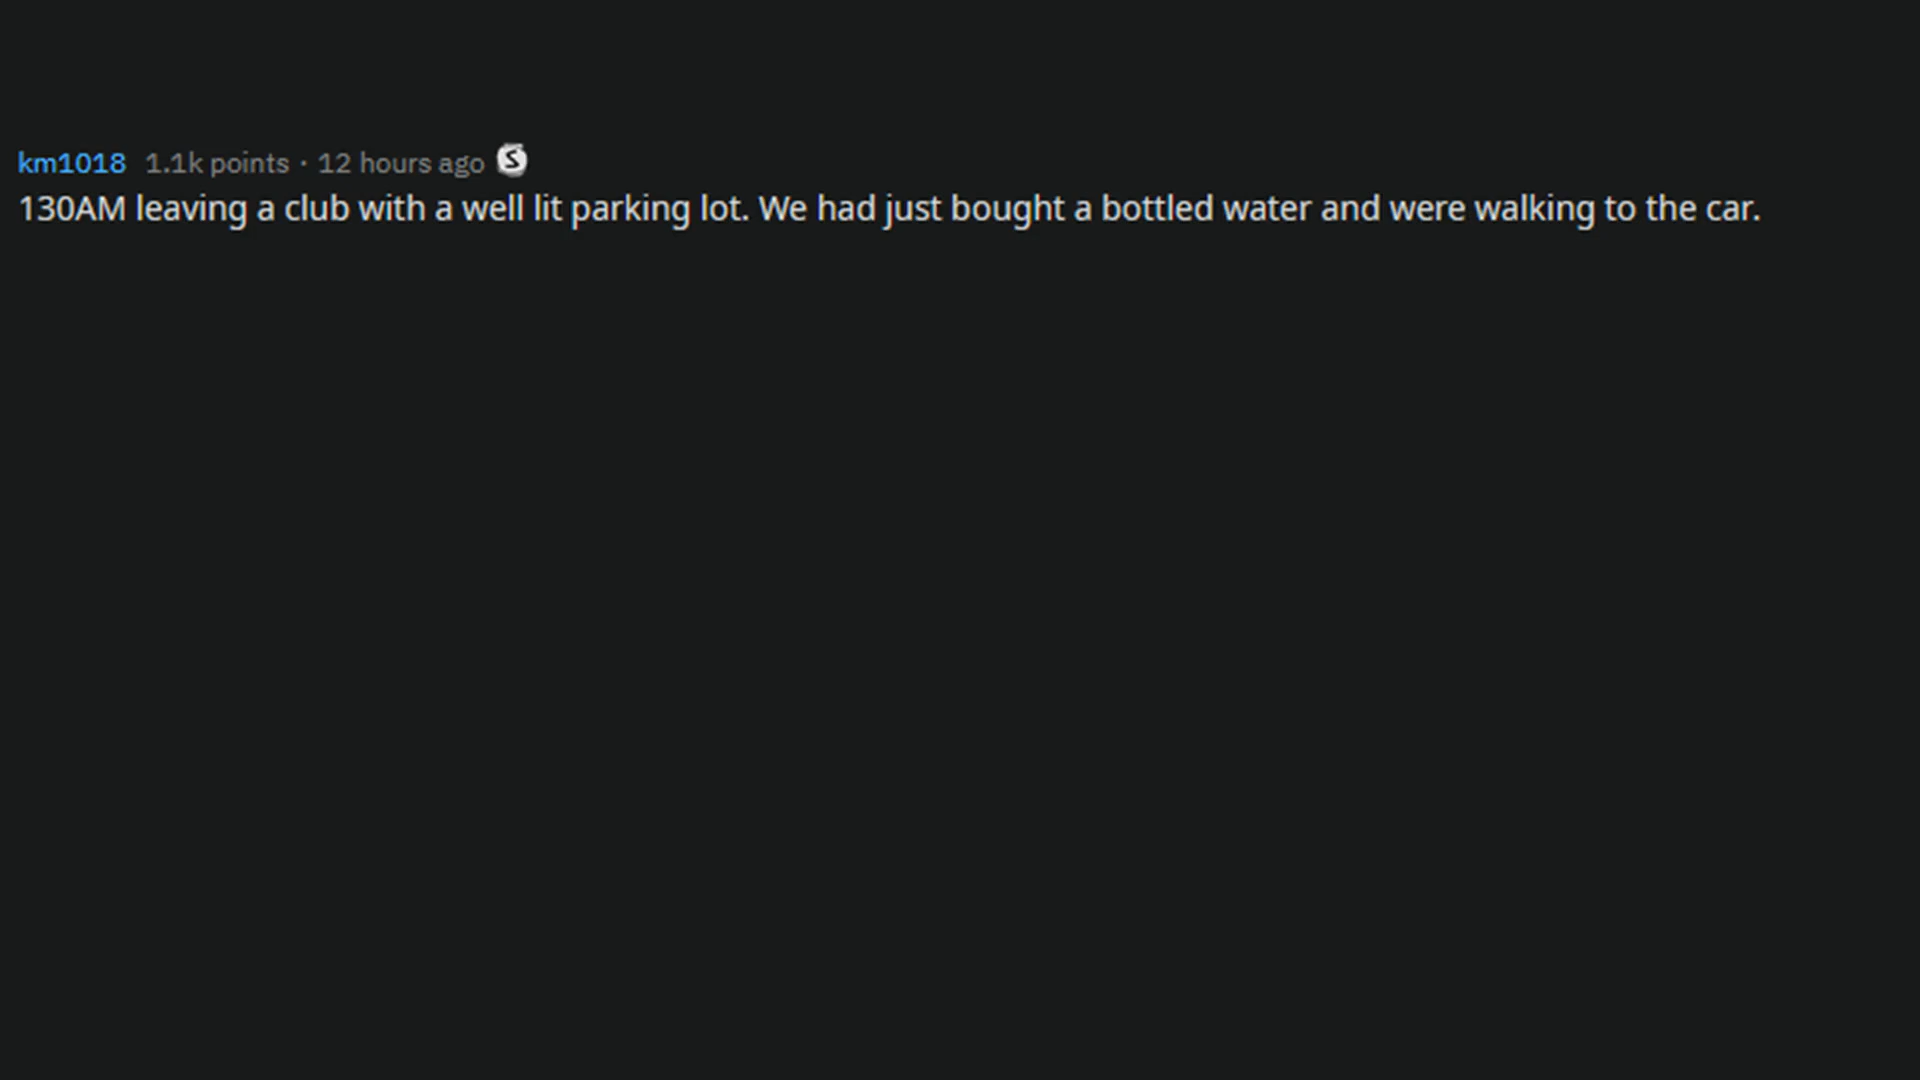 km1018 1.1k points · 12 hours ago S
130AM leaving a club with a well lit parking lot. We had just bought a bottled water and were walking to the car.